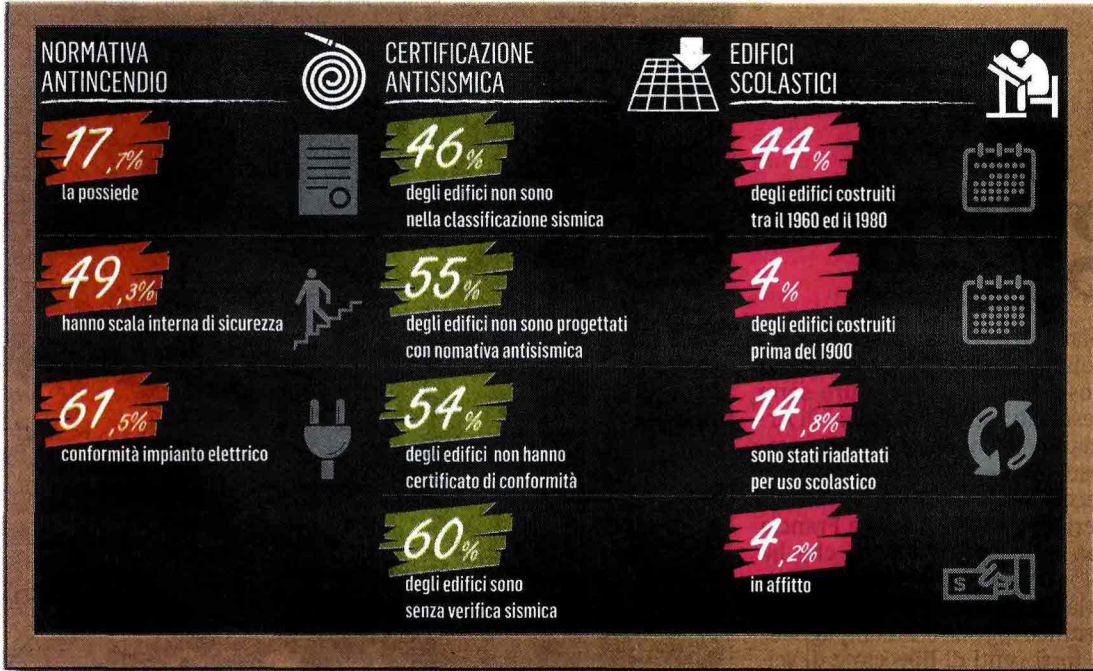 NORMATIVA
ANTINCENDIO
17,7%
la possiede
49,3%
hanno scala interna di sicurezza
61,5%
conformità impianto elettrico
CERTIFICAZIONE
ANTISISMICA
46%
degli edifici non sono
nella classificazione sismica
55%
degli edifici non sono progettati
con nomativa antisismica
54%
degli edifici non hanno
certificato di conformità
60%
degli edifici sono
senza verifica sismica
EDIFICI
SCOLASTICI
44%
degli edifici costruiti
tra il 1960 ed il 1980
4%
degli edifici costruiti
prima del 1900
14,8%
sono stati riadattati
per uso scolastico
4,2%
in affitto
S